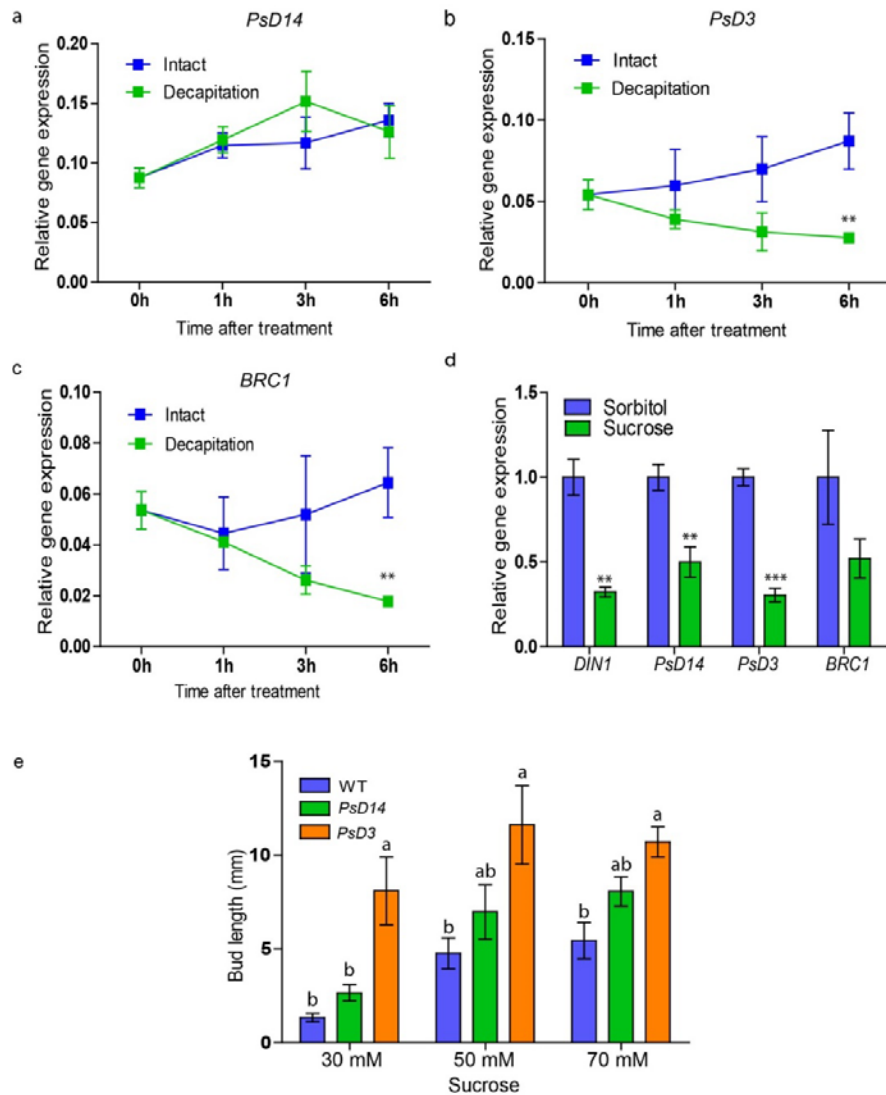 a
PsD14
Relative gene expression
0.20
0.15
0.10
0.05
0.00
Intact
Decapitation
0h 1h 3h 6h
Time after treatment
b
PsD3
Relative gene expression
0.15
0.10
0.05
0.00
Intact
Decapitation
**
0h 1h 3h 6h
Time after treatment
c
BRC1
Relative gene expression
0.10
0.08
0.06
0.04
0.02
0.00
Intact
Decapitation
**
0h 1h 3h 6h
Time after treatment
d
Relative gene expression
1.5
1.0
0.5
0.0
Sorbitol
Sucrose
** ** ***
DIN1 PsD14 PsD3 BRC1
e
Bud length (mm)
15
10
5
0
WT
PsD14
PsD3
b b a
b ab a
b ab a
30 mM 50 mM 70 mM
Sucrose